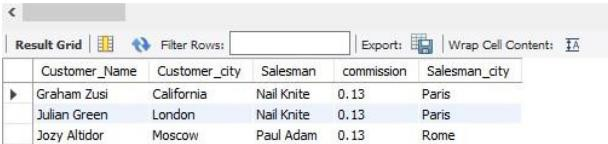 Result Grid Filter Rows: Export: Wrap Cell Content: IA
Customer_Name Customer_city Salesman commission Salesman_city
Graham Zusi California Nail Knite 0.13 Paris
Julian Green London Nail Knite 0.13 Paris
Jozy Altidor Moscow Paul Adam 0.13 Rome